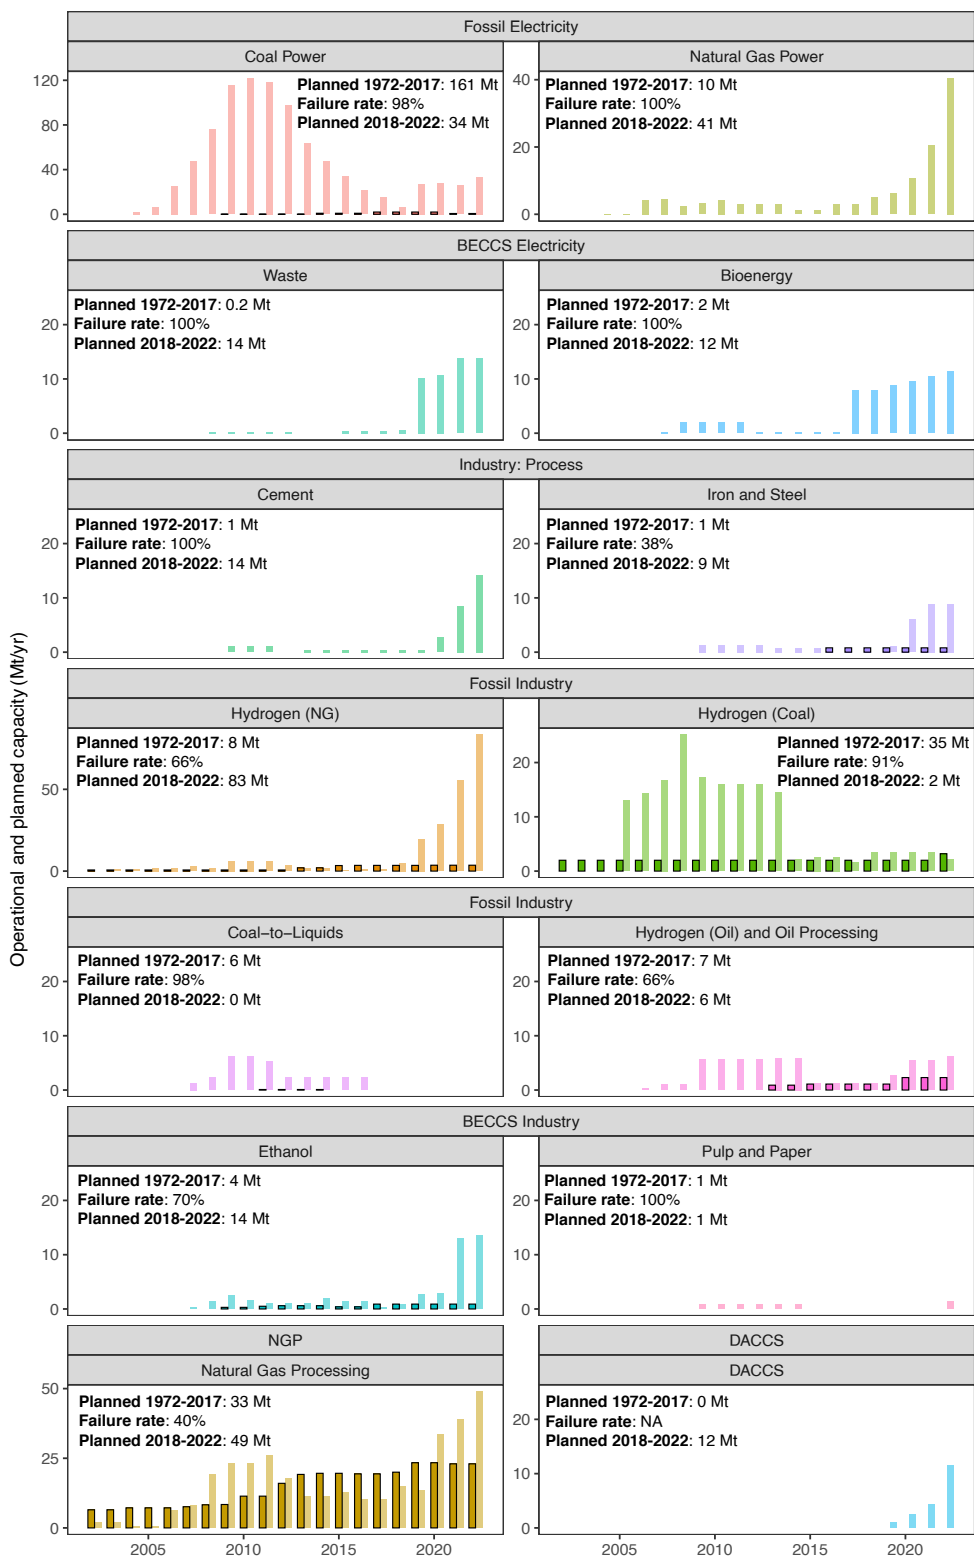 Operational and planned capacity (Mt/yr)
Fossil Electricity
Coal Power
Planned 1972-2017: 161 Mt
Failure rate: 98%
Planned 2018-2022: 34 Mt
120
80
40
0
Natural Gas Power
Planned 1972-2017: 10 Mt
Failure rate: 100%
Planned 2018-2022: 41 Mt
40
20
0
BECCS Electricity
Waste
Planned 1972-2017: 0.2 Mt
Failure rate: 100%
Planned 2018-2022: 14 Mt
20
10
0
Bioenergy
Planned 1972-2017: 2 Mt
Failure rate: 100%
Planned 2018-2022: 12 Mt
20
10
0
Industry: Process
Cement
Planned 1972-2017: 1 Mt
Failure rate: 100%
Planned 2018-2022: 14 Mt
20
10
0
Iron and Steel
Planned 1972-2017: 1 Mt
Failure rate: 38%
Planned 2018-2022: 9 Mt
20
10
0
Fossil Industry
Hydrogen (NG)
Planned 1972-2017: 8 Mt
Failure rate: 66%
Planned 2018-2022: 83 Mt
50
0
Hydrogen (Coal)
Planned 1972-2017: 35 Mt
Failure rate: 91%
Planned 2018-2022: 2 Mt
20
10
0
Fossil Industry
Coal−to−Liquids
Planned 1972-2017: 6 Mt
Failure rate: 98%
Planned 2018-2022: 0 Mt
20
10
0
Hydrogen (Oil) and Oil Processing
Planned 1972-2017: 7 Mt
Failure rate: 66%
Planned 2018-2022: 6 Mt
20
10
0
BECCS Industry
Ethanol
Planned 1972-2017: 4 Mt
Failure rate: 70%
Planned 2018-2022: 14 Mt
20
10
0
Pulp and Paper
Planned 1972-2017: 1 Mt
Failure rate: 100%
Planned 2018-2022: 1 Mt
20
10
0
NGP
Natural Gas Processing
Planned 1972-2017: 33 Mt
Failure rate: 40%
Planned 2018-2022: 49 Mt
50
25
0
2005 2010 2015 2020
DACCS
DACCS
Planned 1972-2017: 0 Mt
Failure rate: NA
Planned 2018-2022: 12 Mt
20
10
0
2005 2010 2015 2020